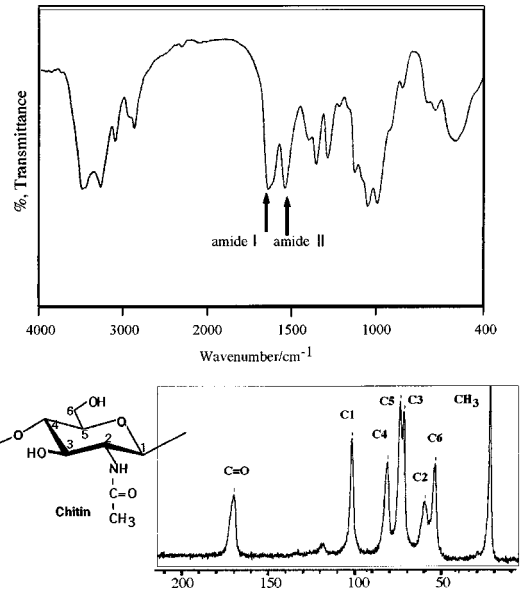 %, Transmittance
amide I amide II
4000 3000 2000 1500 1000 400
Wavenumber/cm-1
6 OH
O
4 5 O
HO 3 2 1
NH
C=O
CH3
Chitin
C=O C1 C4 C5 C3 C2 C6 CH3
200 150 100 50